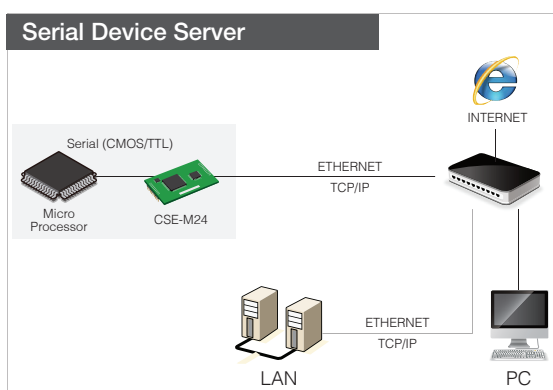 Serial Device Server
INTERNET
Serial (CMOS/TTL)
Micro
Processor
CSE-M24
ETHERNET
TCP/IP
ETHERNET
TCP/IP
LAN
PC